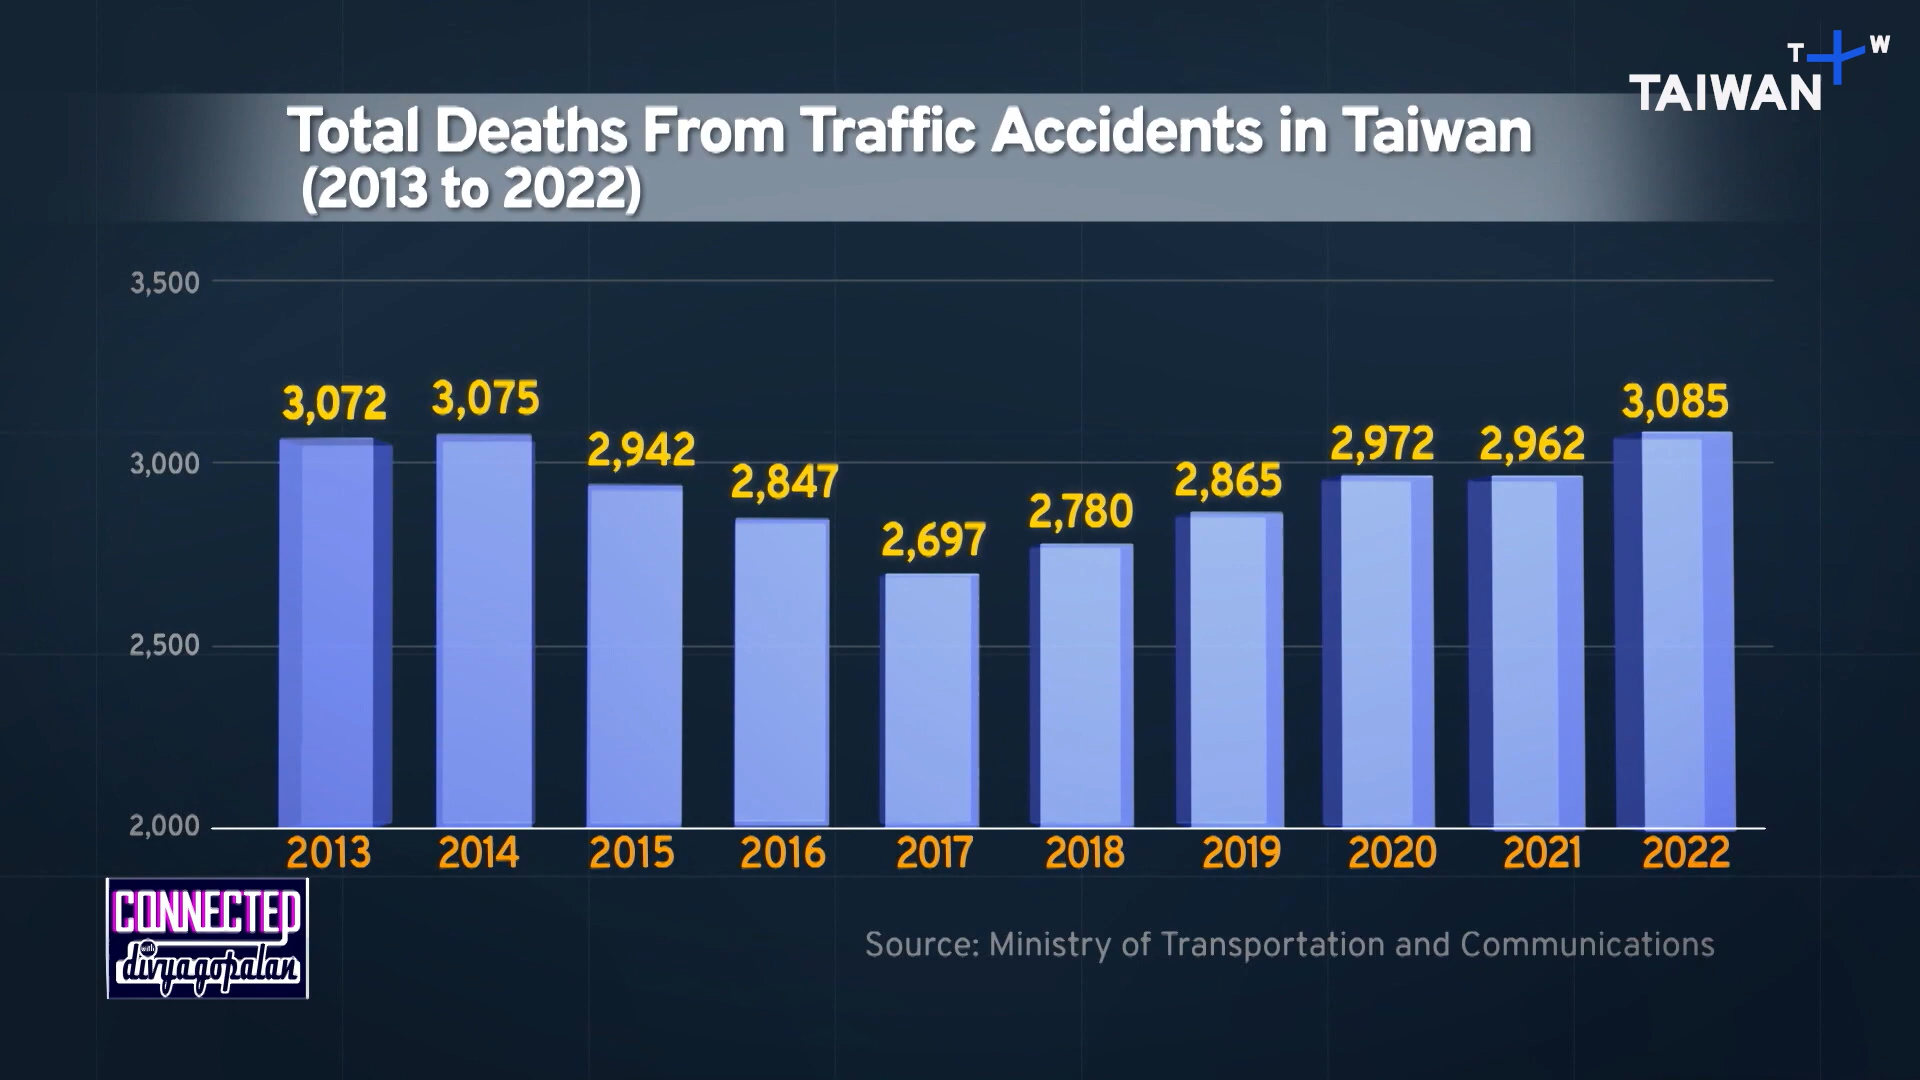 T W
TAIWAN
Total Deaths From Traffic Accidents in Taiwan
(2013 to 2022)
3,500
3,000
2,500
2,000
3,072
3,075
2,942
2,847
2,697
2,780
2,865
2,972
2,962
3,085
2013 2014 2015 2016 2017 2018 2019 2020 2021 2022
CONNECTED
with
divyagopalan
Source: Ministry of Transportation and Communications